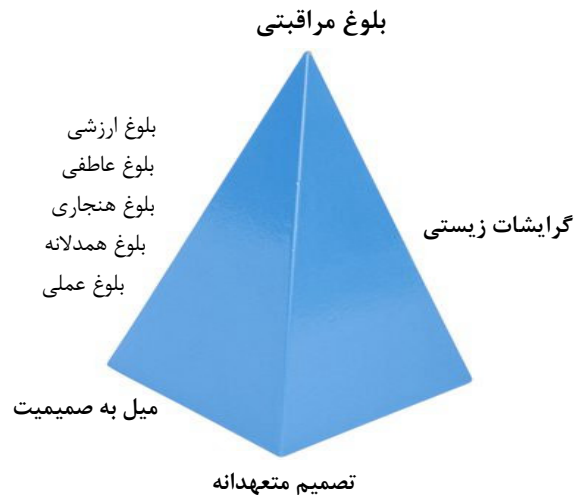 بلوغ مراقبتی
بلوغ ارزشی
بلوغ عاطفی
بلوغ هنجاری
بلوغ همدلانه
بلوغ عملی
گرایشات زیستی
میل به صمیمیت
تصمیم متعهدانه